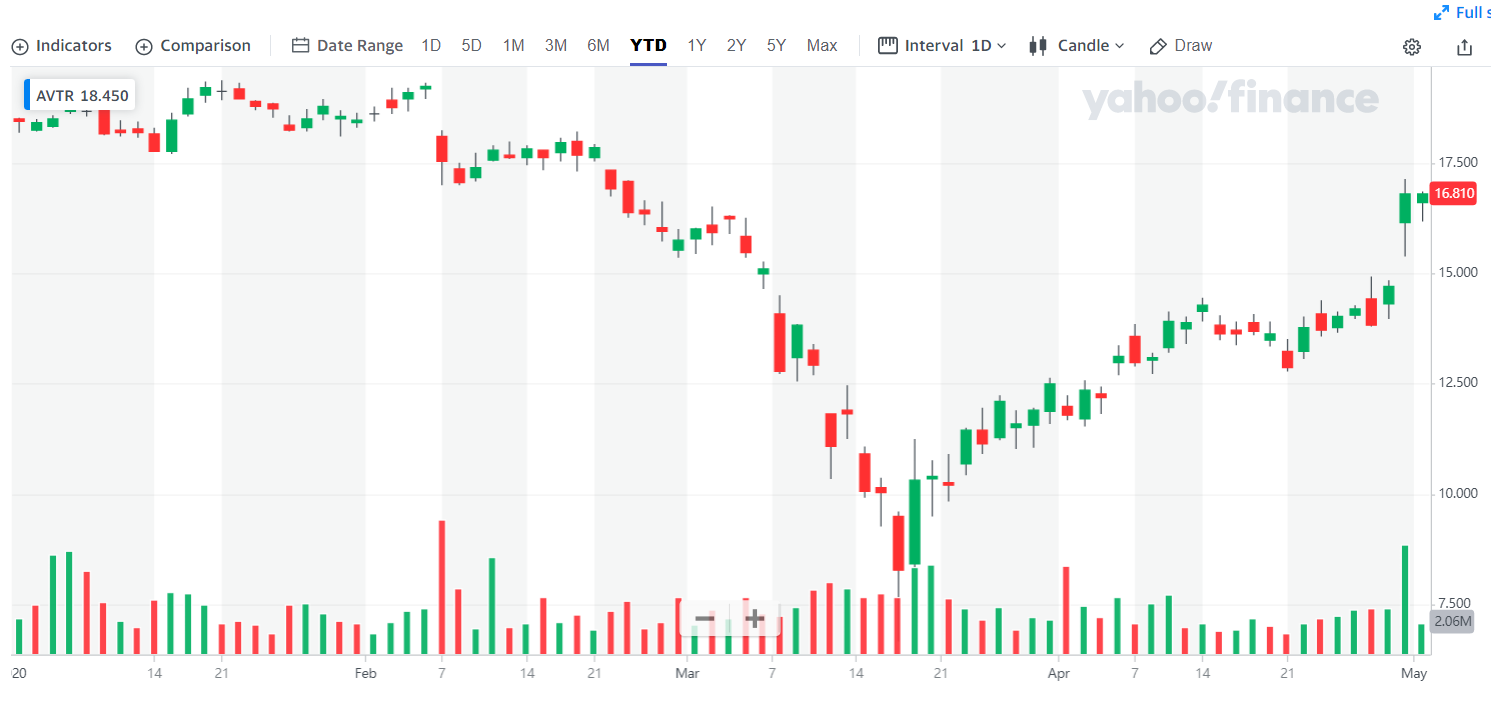 Full s
Indicators Comparison Date Range 1D 5D 1M 3M 6M YTD 1Y 2Y 5Y Max Interval 1D Candle Draw
AVTR 18.450
yahoo!finance
17.500
16.810
15.000
12.500
10.000
7.500
2.06M
20 14 21 Feb 7 14 21 Mar 7 14 21 Apr 7 14 21 May